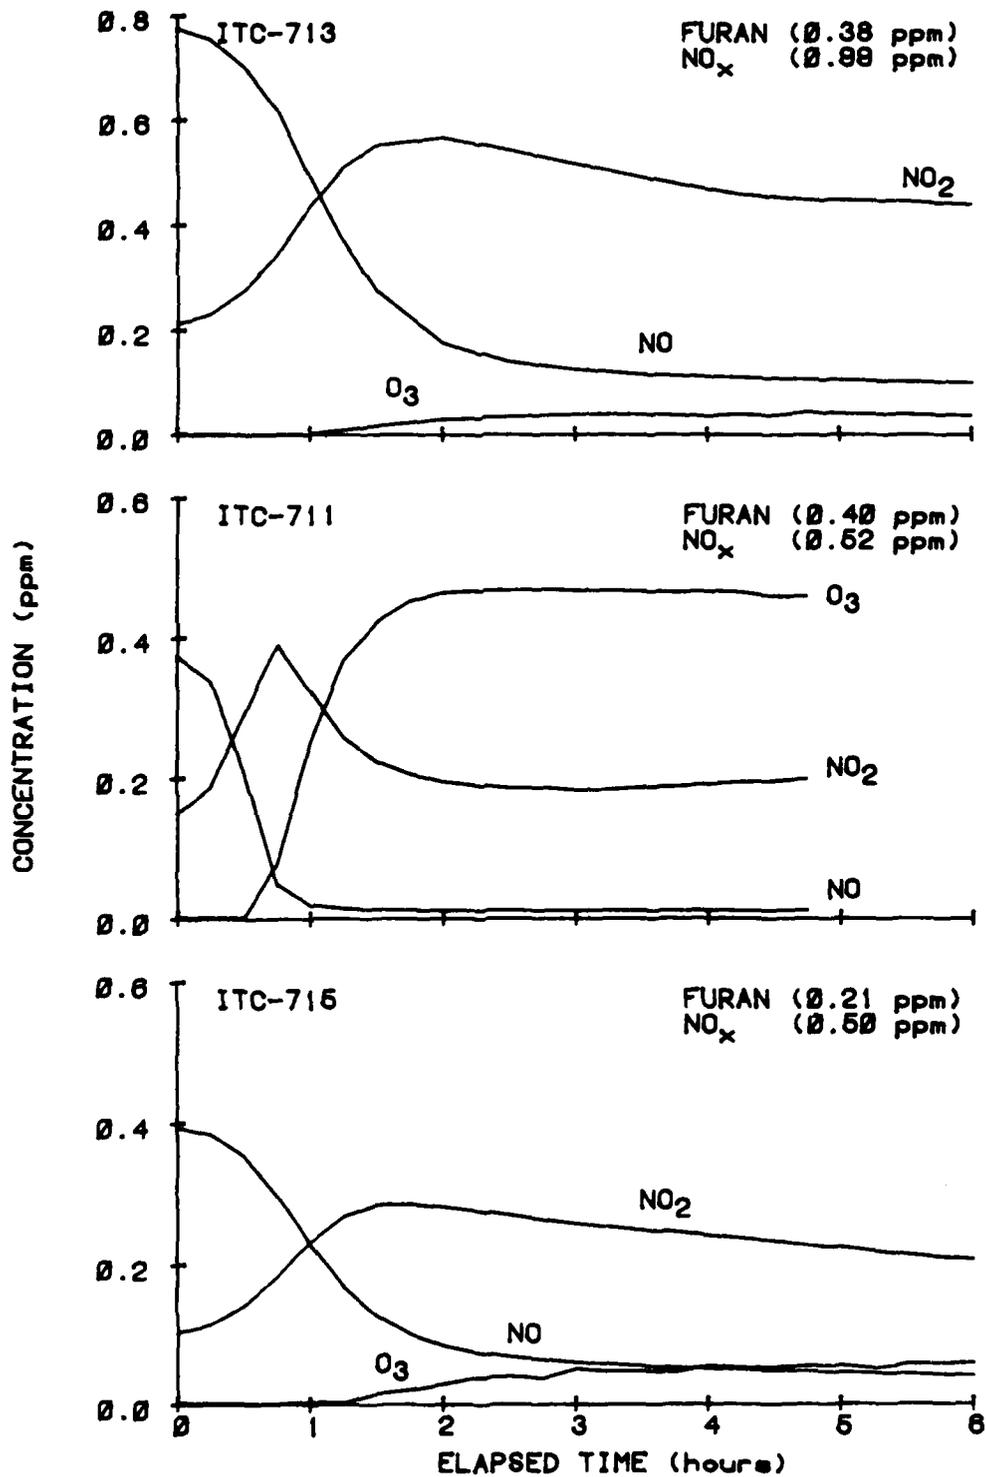 0.8
ITC-713
FURAN (0.38 ppm)
NOx (0.98 ppm)
0.6
NO2
0.4
0.2
NO
O3
0.0
CONCENTRATION (ppm)
0.6
ITC-711
FURAN (0.40 ppm)
NOx (0.52 ppm)
O3
0.4
0.2
NO2
NO
0.0
0.6
ITC-715
FURAN (0.21 ppm)
NOx (0.50 ppm)
0.4
NO2
0.2
NO
O3
0.0
0 1 2 3 4 5 6
ELAPSED TIME (hours)